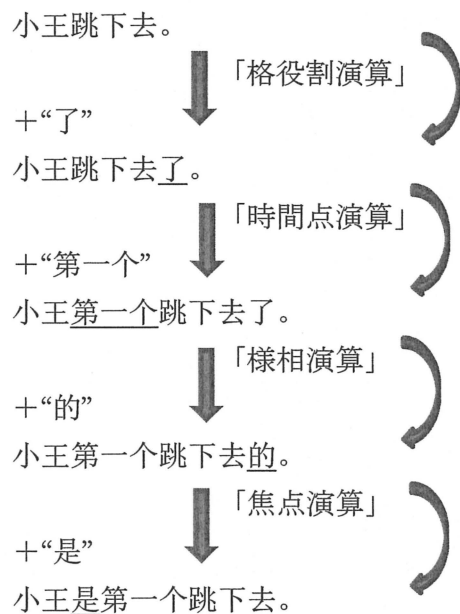 小王跳下去。
「格役割演算」
＋“了”
小王跳下去了。
「時間点演算」
＋“第一个”
小王第一个跳下去了。
「様相演算」
＋“的”
小王第一个跳下去的。
「焦点演算」
＋“是”
小王是第一个跳下去。